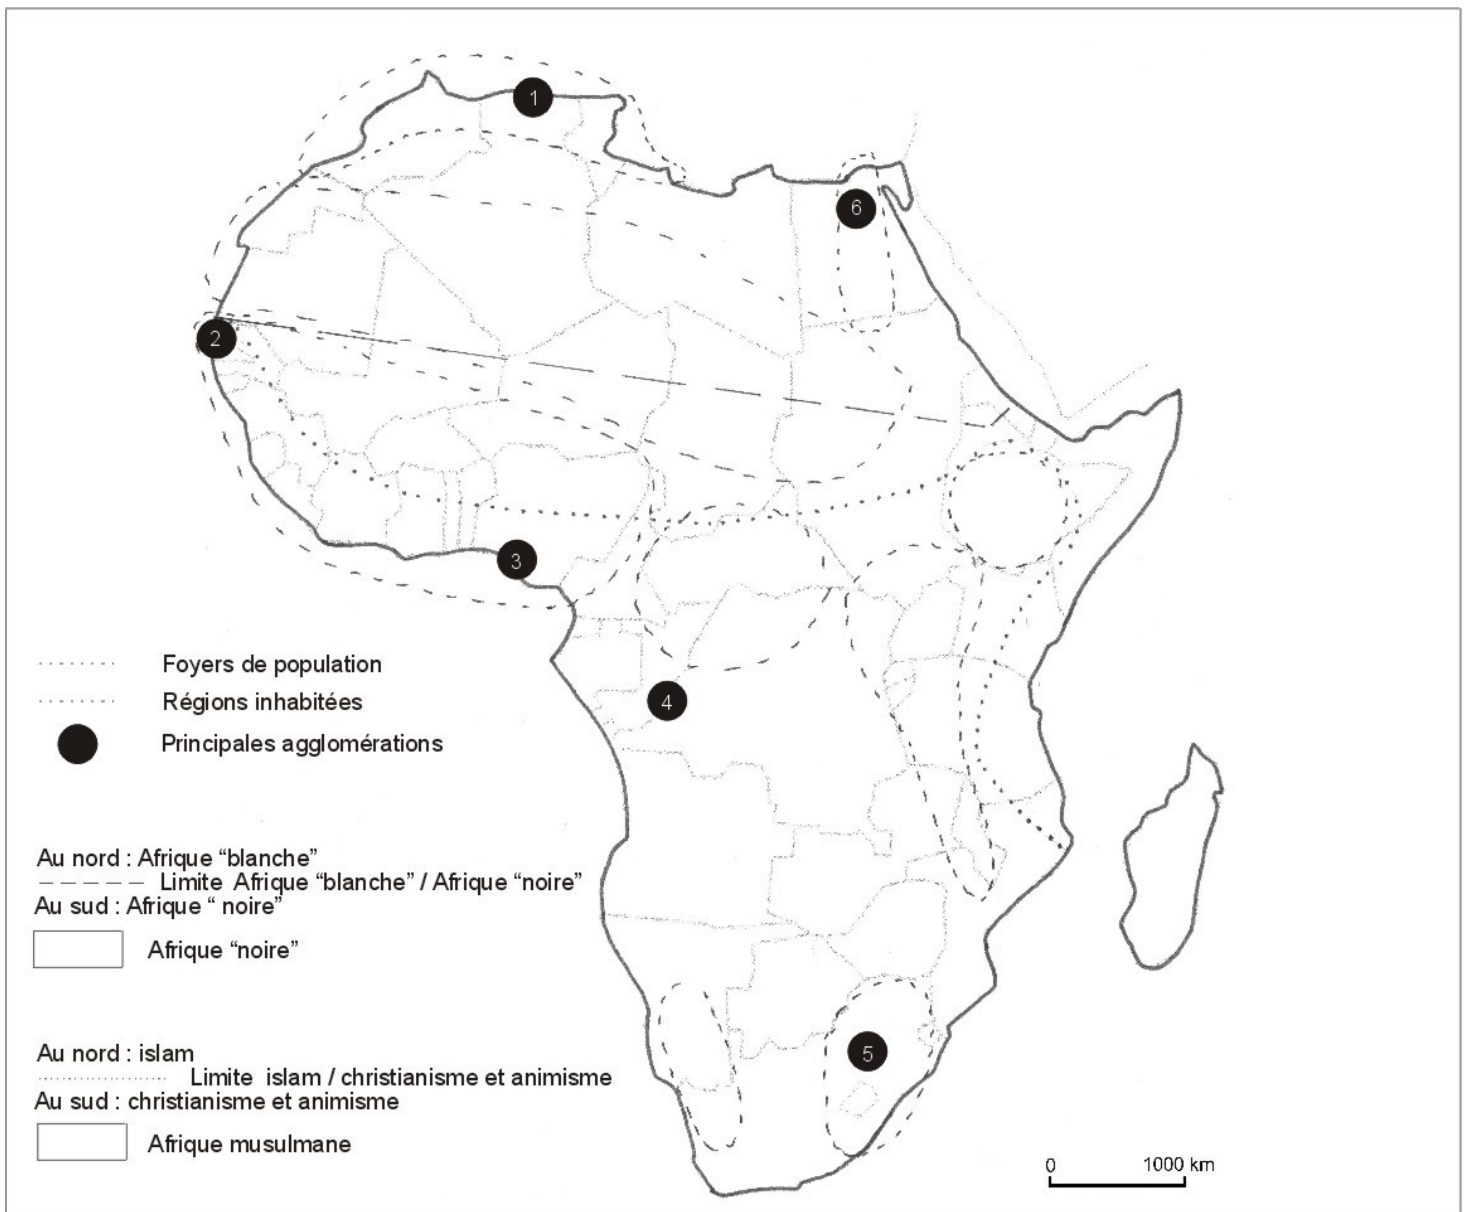 1
6
2
3
4
5
Foyers de population
Régions inhabitées
Principales agglomérations
Au nord : Afrique “blanche”
Limite Afrique “blanche” / Afrique “noire”
Au sud : Afrique “ noire”
Afrique “noire”
Au nord : islam
Limite islam / christianisme et animisme
Au sud : christianisme et animisme
Afrique musulmane
0 1000 km